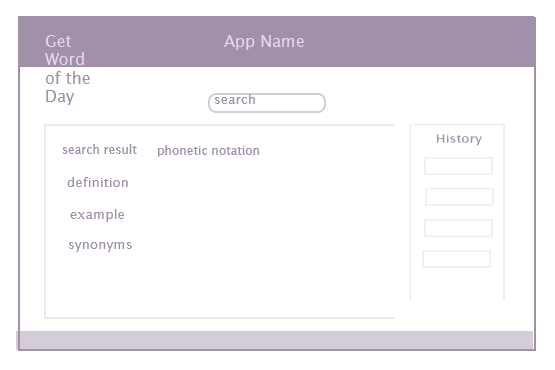 Get
Word
of the
Day
App Name
search
search result
phonetic notation
definition
example
synonyms
History